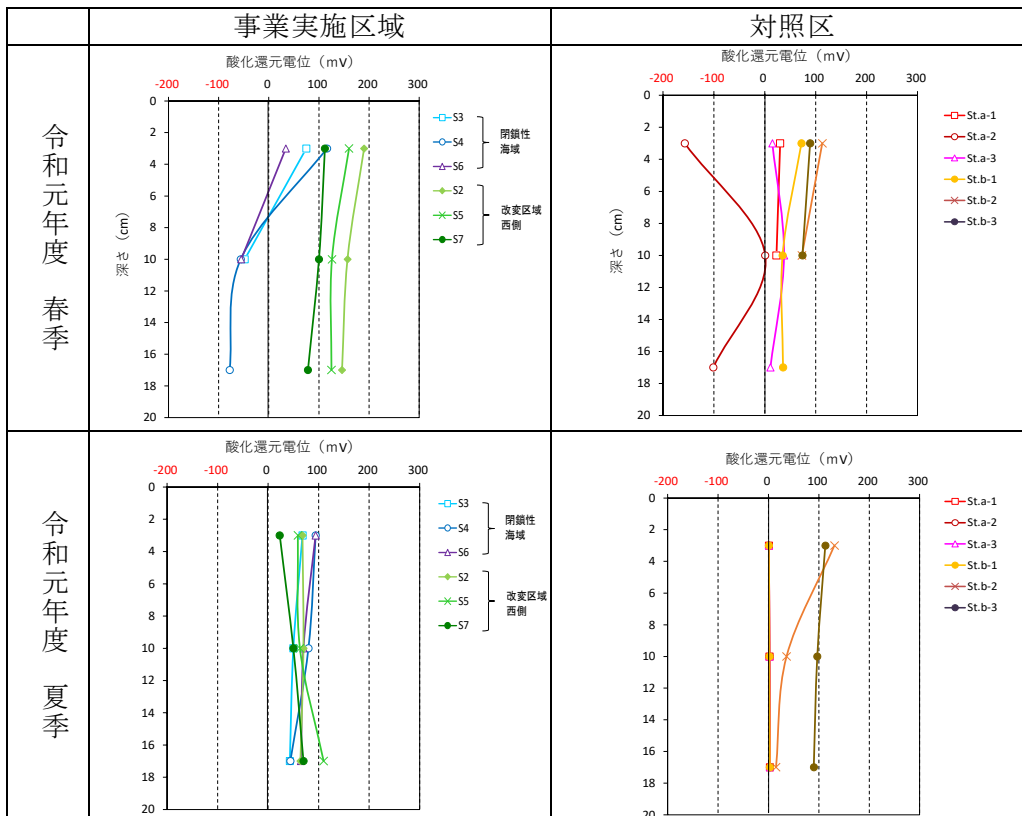 事業実施区域
対照区
令和元年度 春季
酸化還元電位（mV）
-200 -100 0 100 200 300
0
2
4
6
8
10
12
14
16
18
20
深さ（cm）
S3
S4
S6
S2
S5
S7
閉鎖性
海域
改変区域
西側
酸化還元電位（mV）
-200 -100 0 100 200 300
0
2
4
6
8
10
12
14
16
18
20
深さ（cm）
St.a-1
St.a-2
St.a-3
St.b-1
St.b-2
St.b-3
令和元年度 夏季
酸化還元電位（mV）
-200 -100 0 100 200 300
0
2
4
6
8
10
12
14
16
18
20
S3
S4
S6
S2
S5
S7
閉鎖性
海域
改変区域
西側
酸化還元電位（mV）
-200 -100 0 100 200 300
0
2
4
6
8
10
12
14
16
18
20
St.a-1
St.a-2
St.a-3
St.b-1
St.b-2
St.b-3